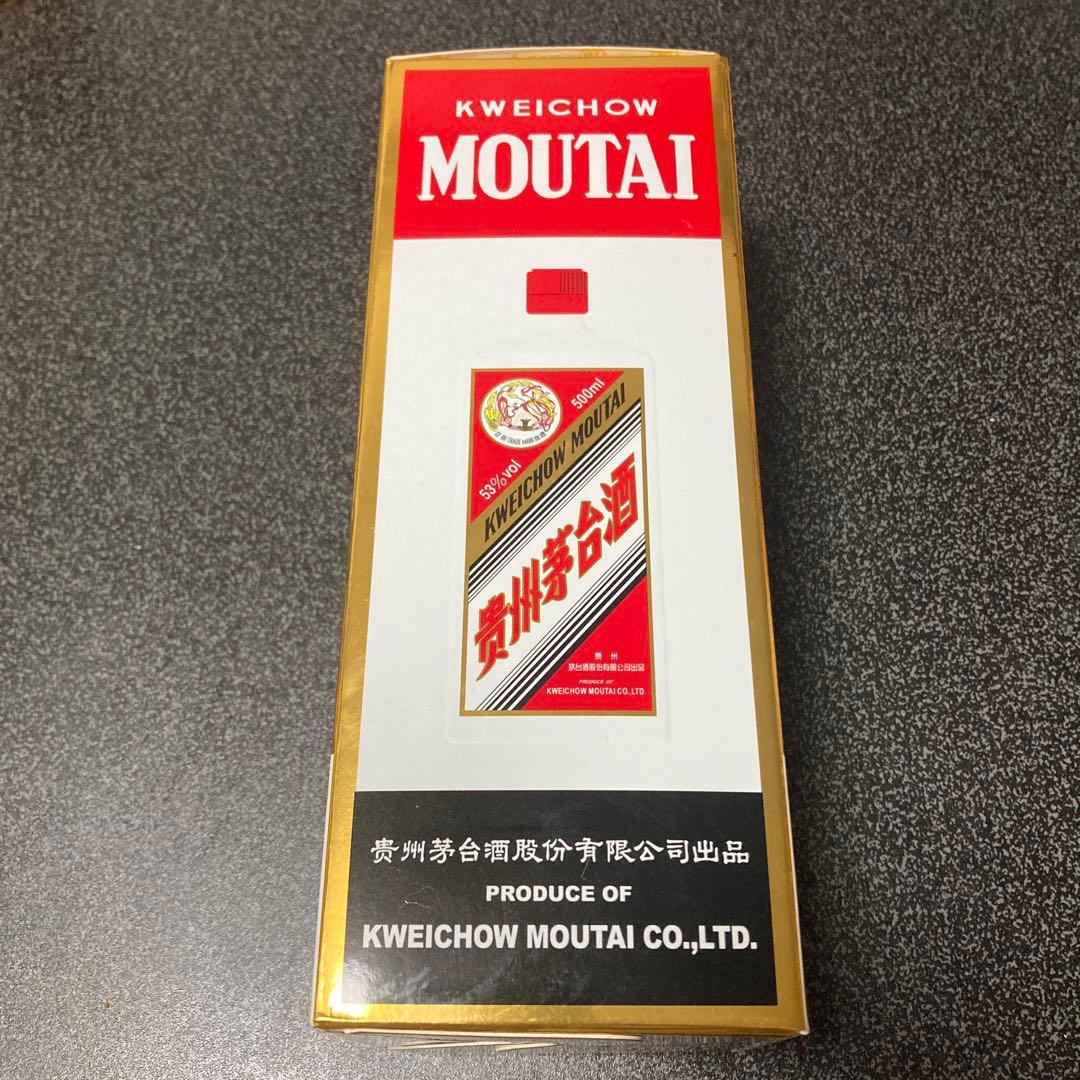 KWEICHOW
MOUTAI
TRADE MARK
500ml
53%vol
KWEICHOW MOUTAI
贵州茅台酒
贵州
茅台酒股份有限公司出品
PRODUCE OF
KWEICHOW MOUTAI CO.,LTD.
贵州茅台酒股份有限公司出品
PRODUCE OF
KWEICHOW MOUTAI CO.,LTD.